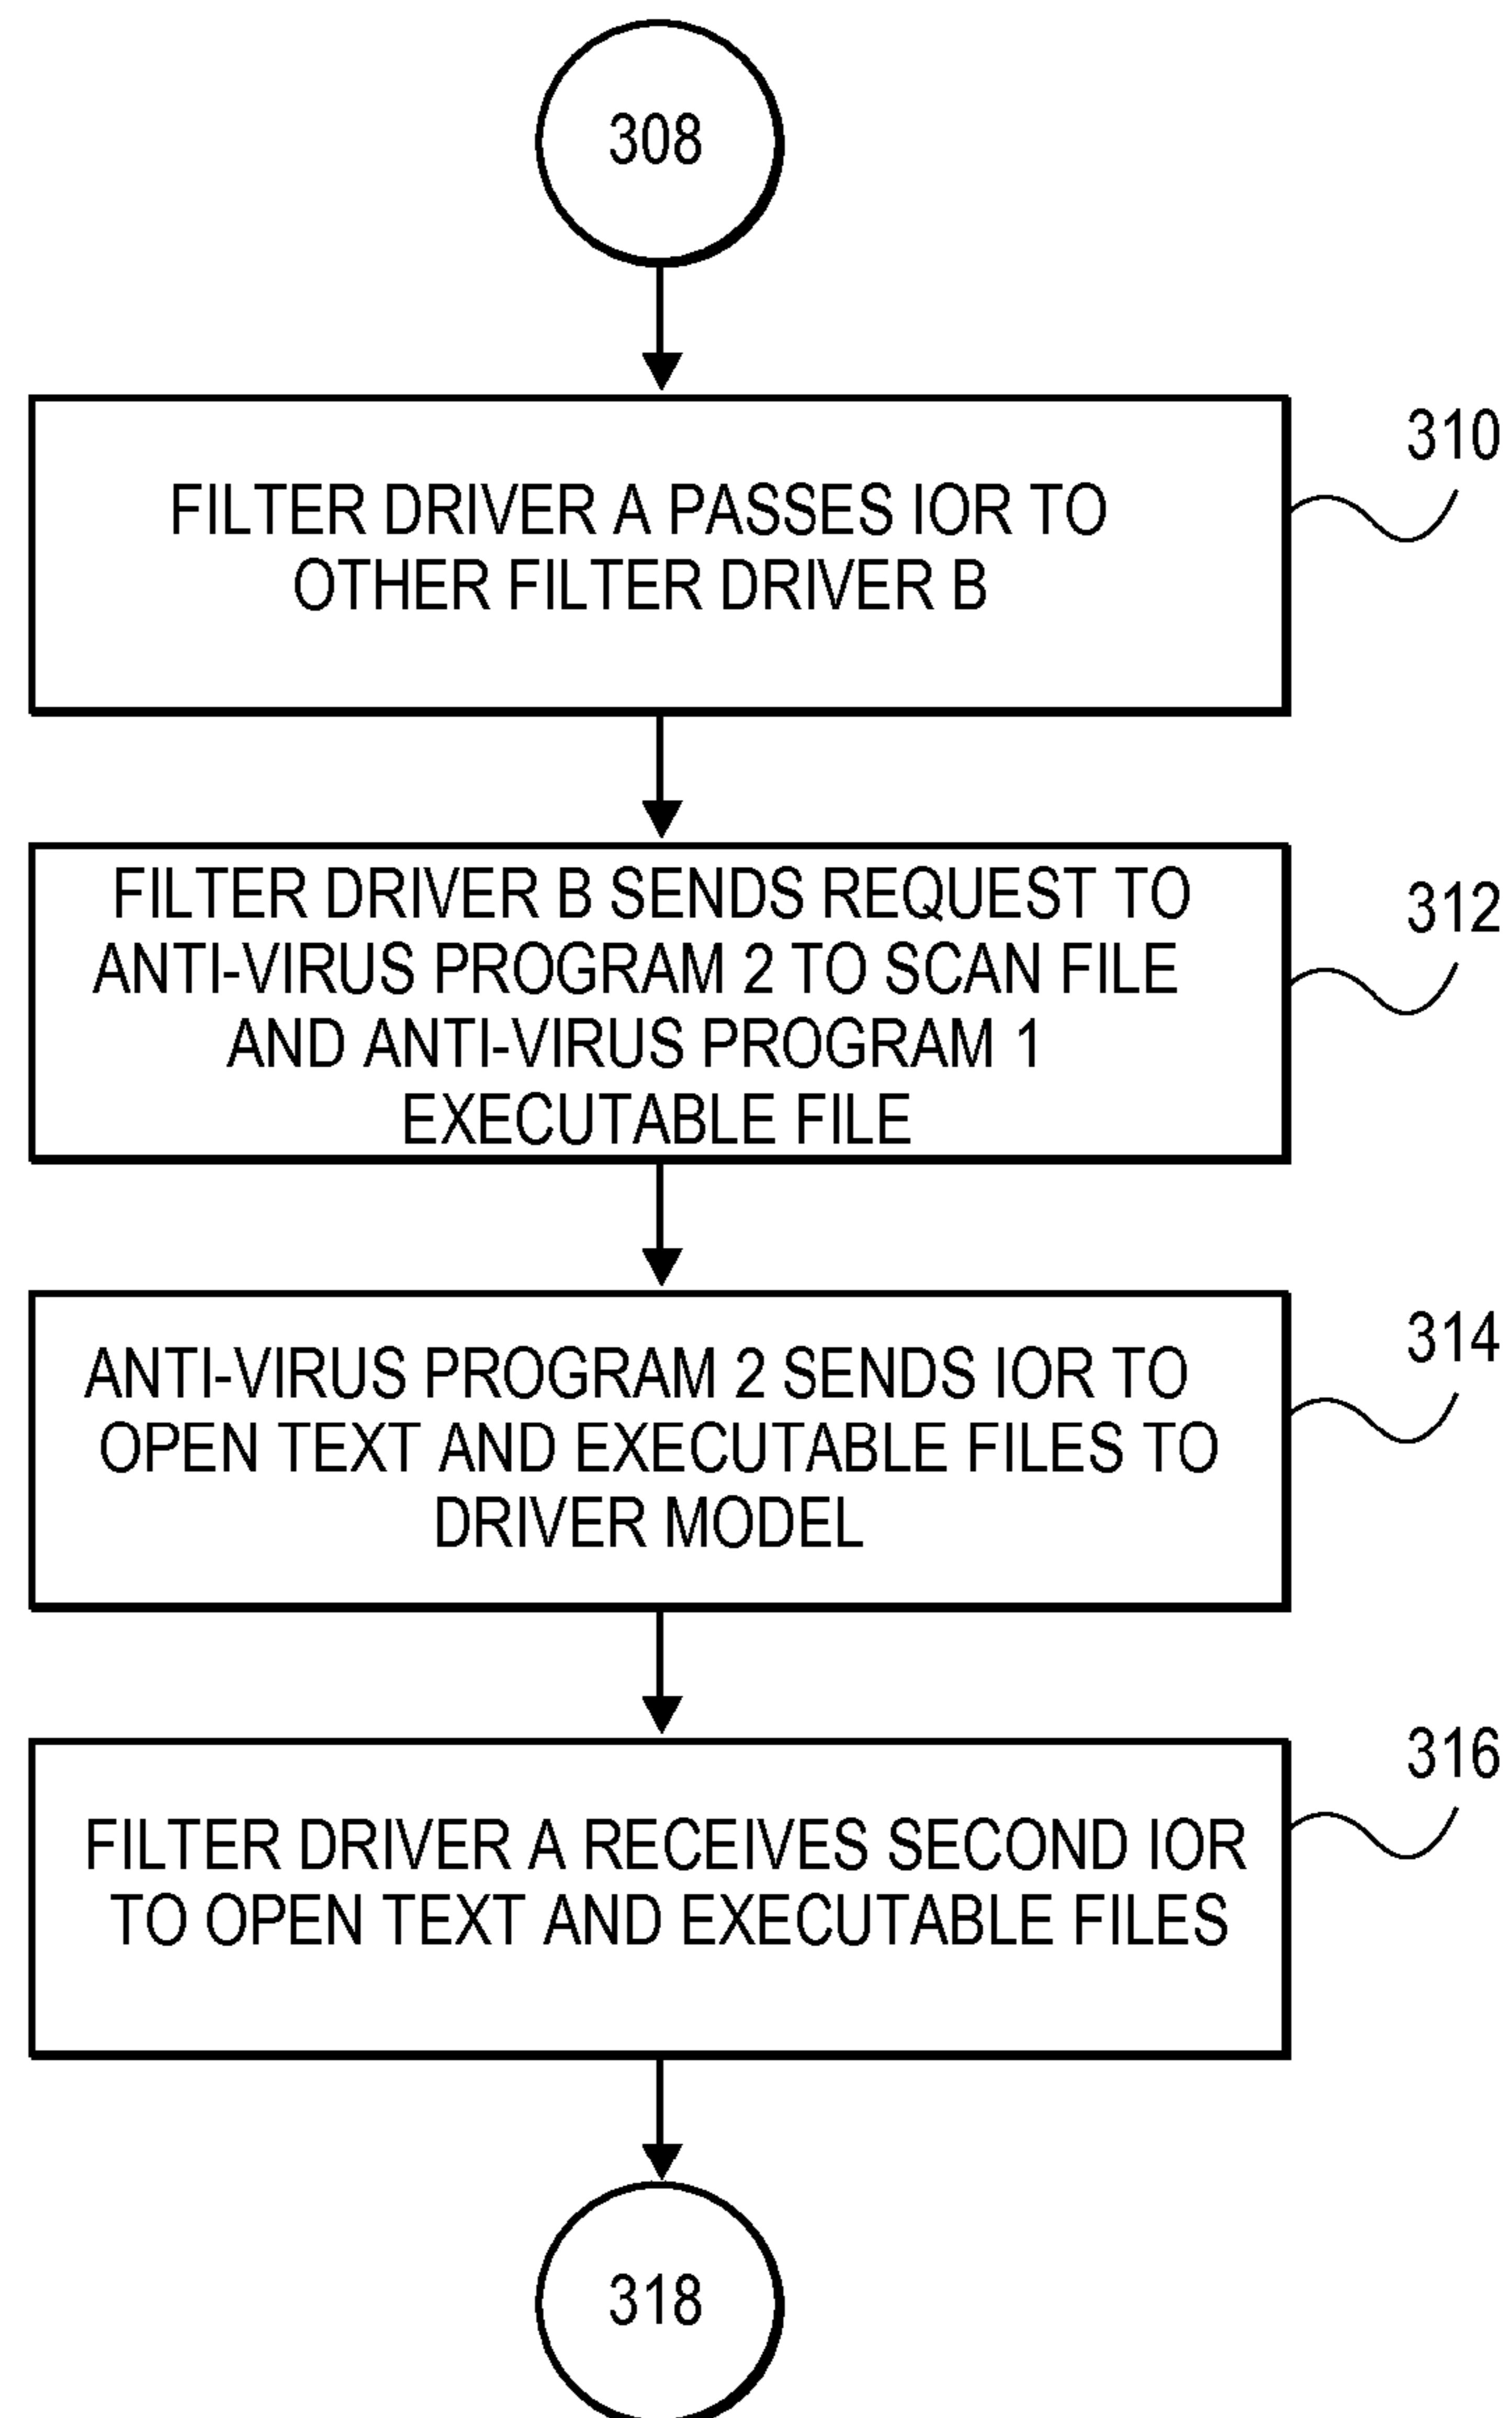 308
310
FILTER DRIVER A PASSES IOR TO
OTHER FILTER DRIVER B
312
FILTER DRIVER B SENDS REQUEST TO
ANTI-VIRUS PROGRAM 2 TO SCAN FILE
AND ANTI-VIRUS PROGRAM 1
EXECUTABLE FILE
314
ANTI-VIRUS PROGRAM 2 SENDS IOR TO
OPEN TEXT AND EXECUTABLE FILES TO
DRIVER MODEL
316
FILTER DRIVER A RECEIVES SECOND IOR
TO OPEN TEXT AND EXECUTABLE FILES
318